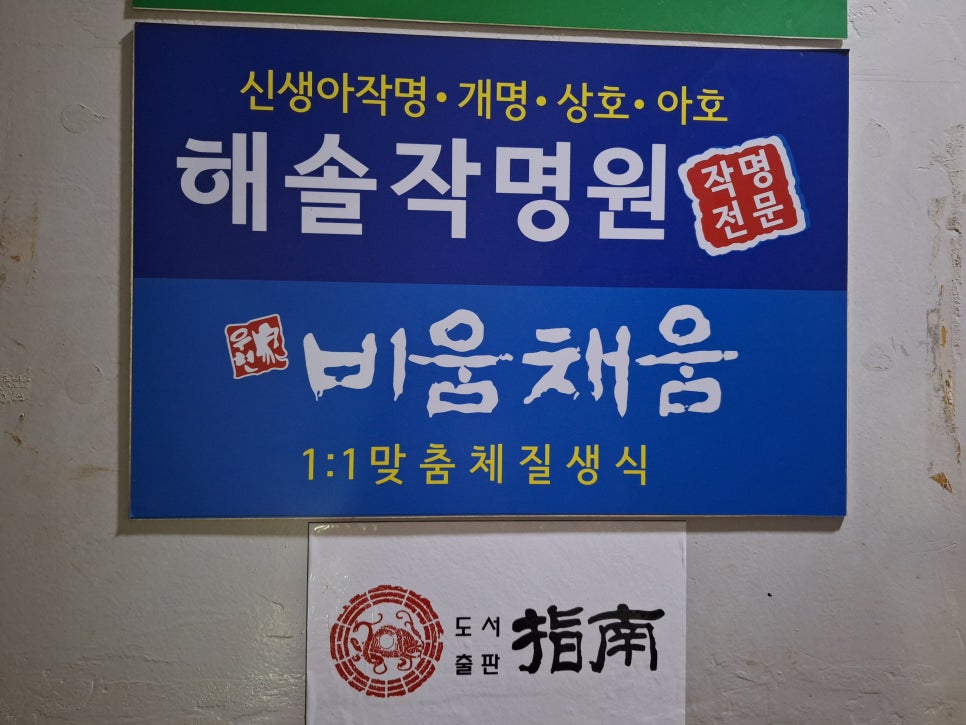 신생아작명·개명·상호·아호
해솔작명원
작명
전문
우천
비움채움
1:1맞춤체질생식
도서
출판
指南